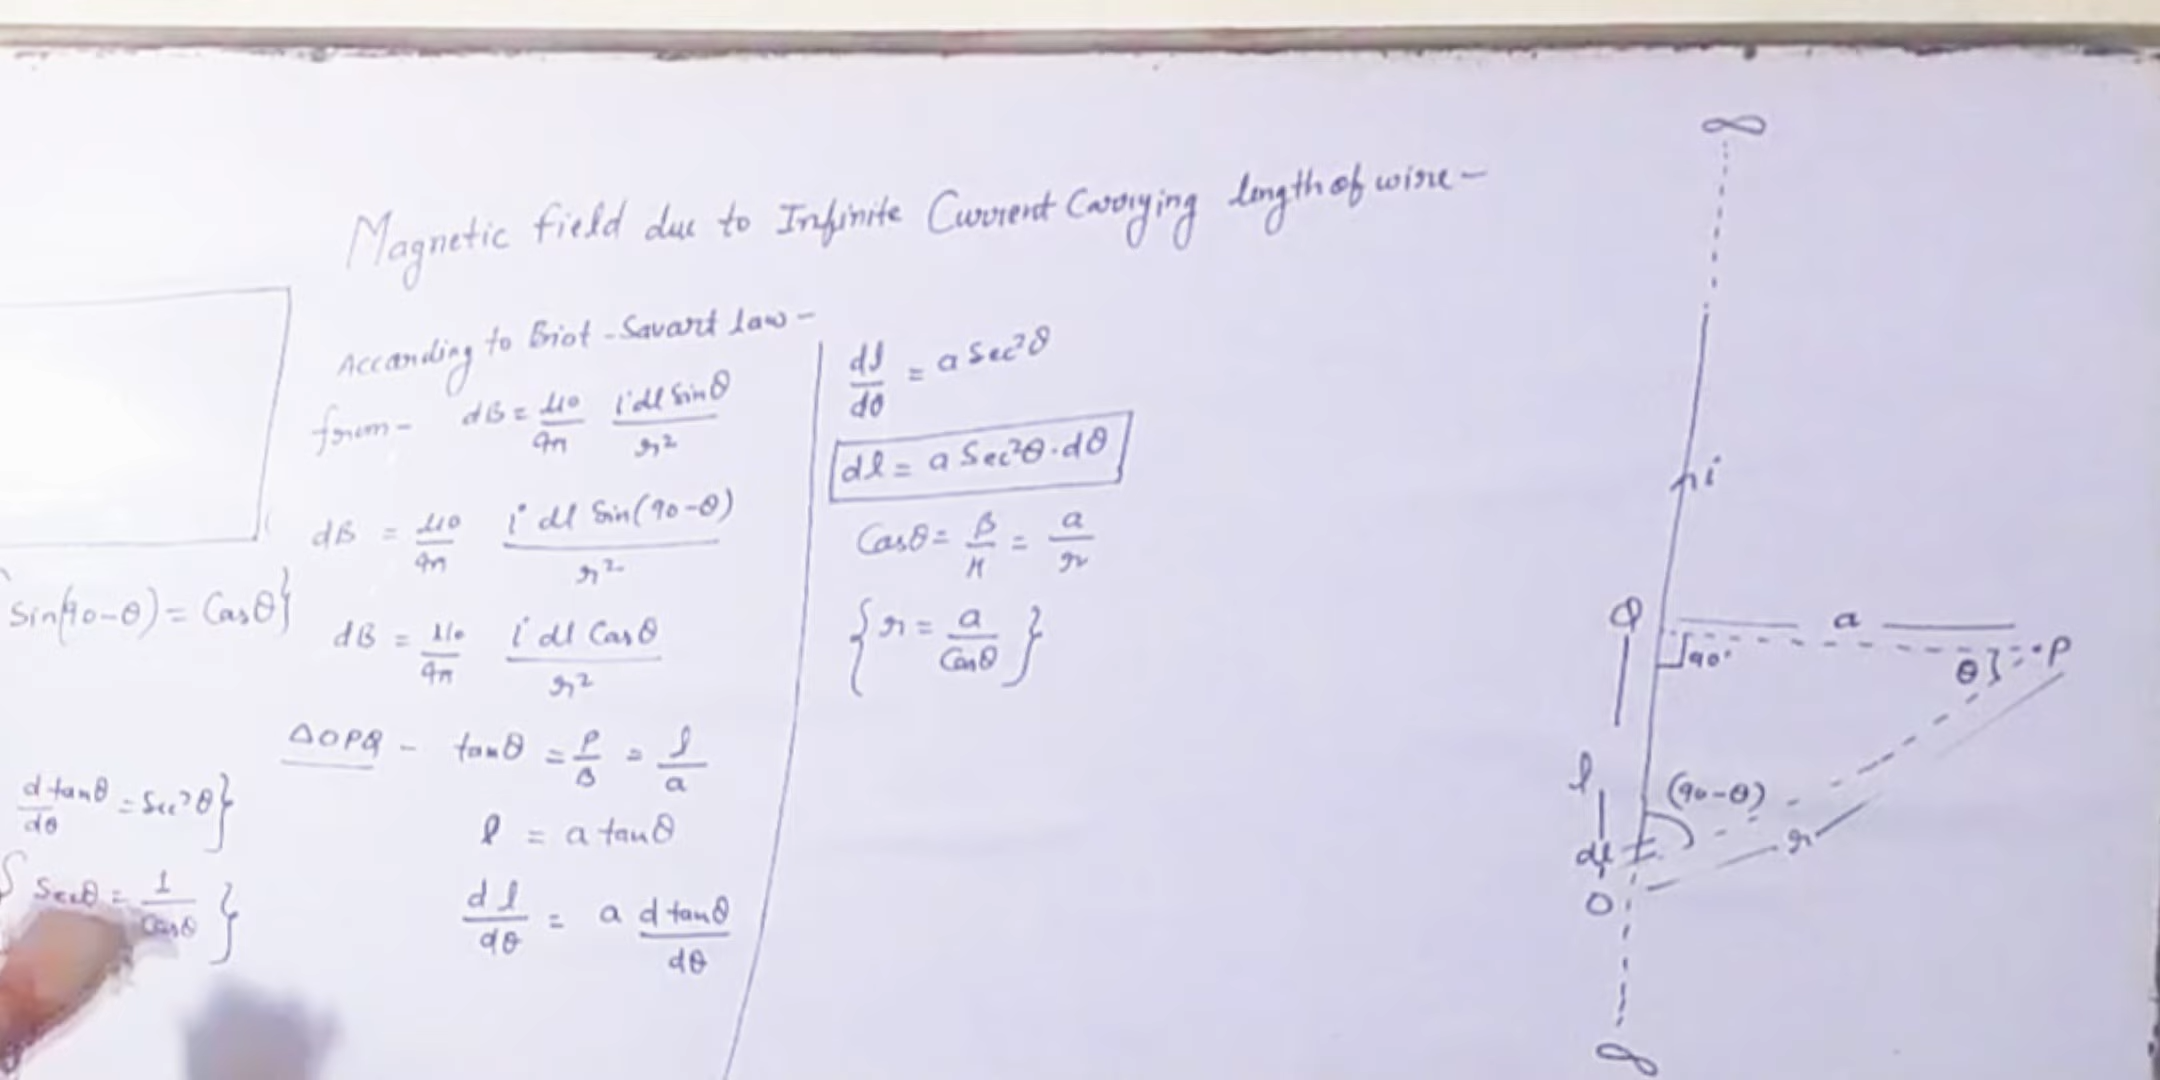 Magnetic field due to Infinite Current Carrying length of wire -
According to Biot - Savart law -
from - dB = μ0/4π i dl Sinθ/r²
dB = μ0/4π i dl Sin(90-θ)/r²
Sin(90-θ) = Cosθ}
dB = μ0/4π i dl Cosθ/r²
ΔOPQ - tanθ = P/B = l/a
d tanθ/dθ = Sec²θ}
l = a tanθ
{ Secθ = 1/Cosθ }
dl/dθ = a d tanθ/dθ
dl/dθ = a Sec²θ
dl = a Sec²θ·dθ
Cosθ = B/H = a/r
{ r = a/Cosθ }
∞
i
Q a
90° θ} P
l (90-θ)
dl r
O
∞